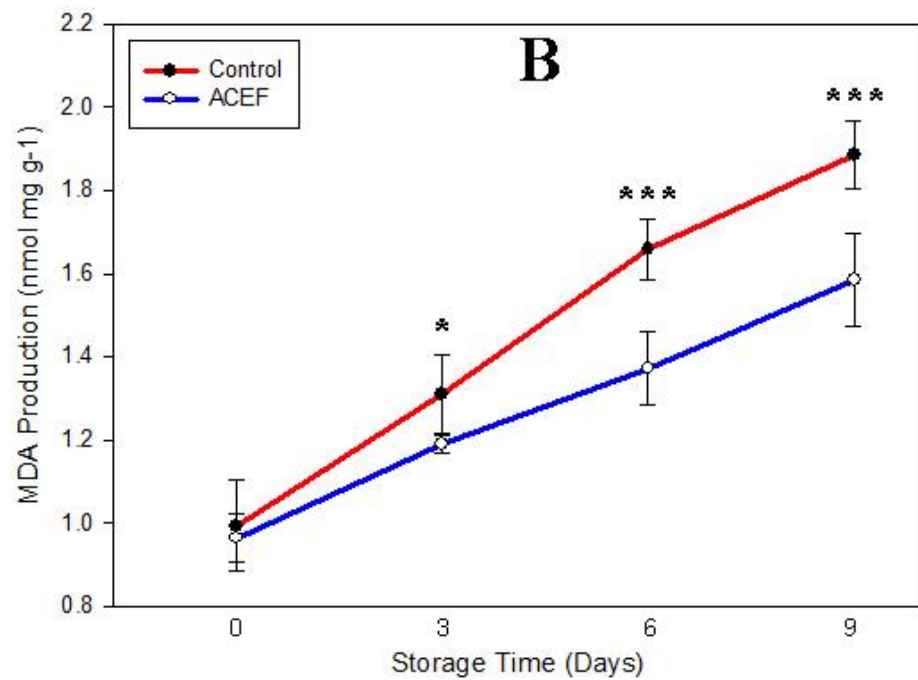 B
Control
ACEF
2.2
2.0
1.8
1.6
1.4
1.2
1.0
0.8
***
***
*
0 3 6 9
MDA Production (nmol mg g-1)
Storage Time (Days)